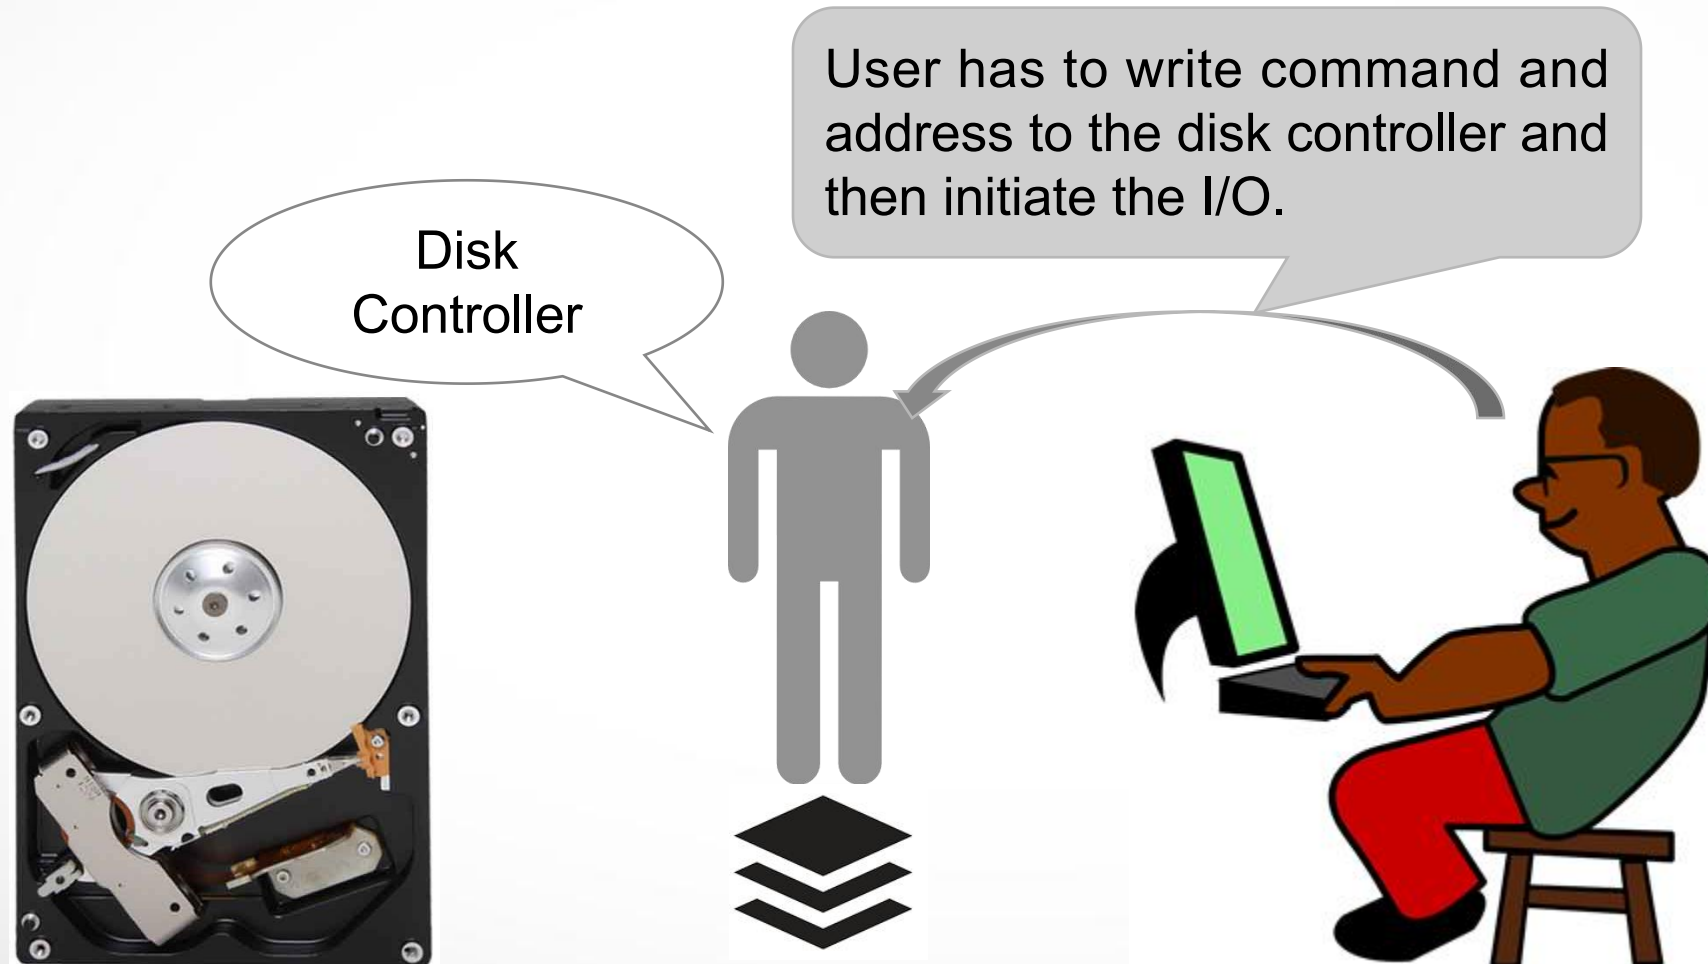 User has to write command and
address to the disk controller and
then initiate the I/O.
Disk
Controller